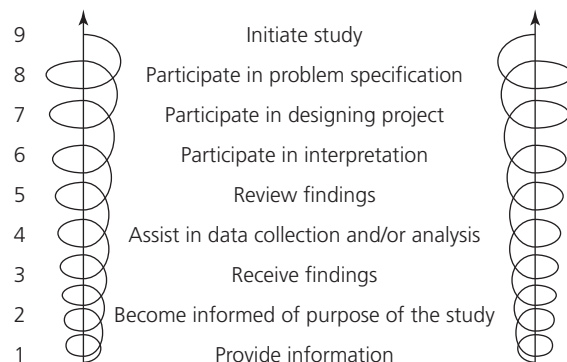 9 Initiate study
8 Participate in problem specification
7 Participate in designing project
6 Participate in interpretation
5 Review findings
4 Assist in data collection and/or analysis
3 Receive findings
2 Become informed of purpose of the study
1 Provide information